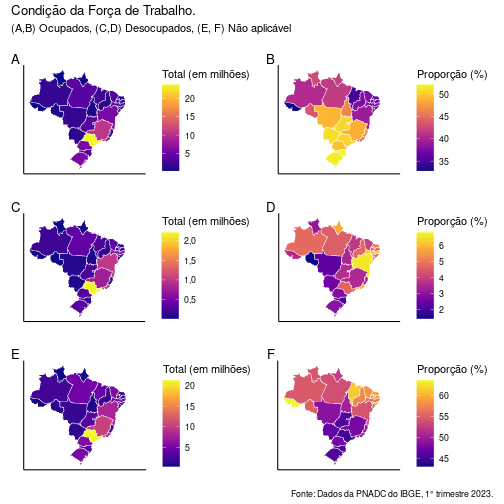 Condição da Força de Trabalho.
(A,B) Ocupados, (C,D) Desocupados, (E, F) Não aplicável
A
Total (em milhões)
20
15
10
5
B
Proporção (%)
50
45
40
35
C
Total (em milhões)
2,0
1,5
1,0
0,5
D
Proporção (%)
6
5
4
3
2
E
Total (em milhões)
20
15
10
5
F
Proporção (%)
60
55
50
45
Fonte: Dados da PNADC do IBGE, 1° trimestre 2023.